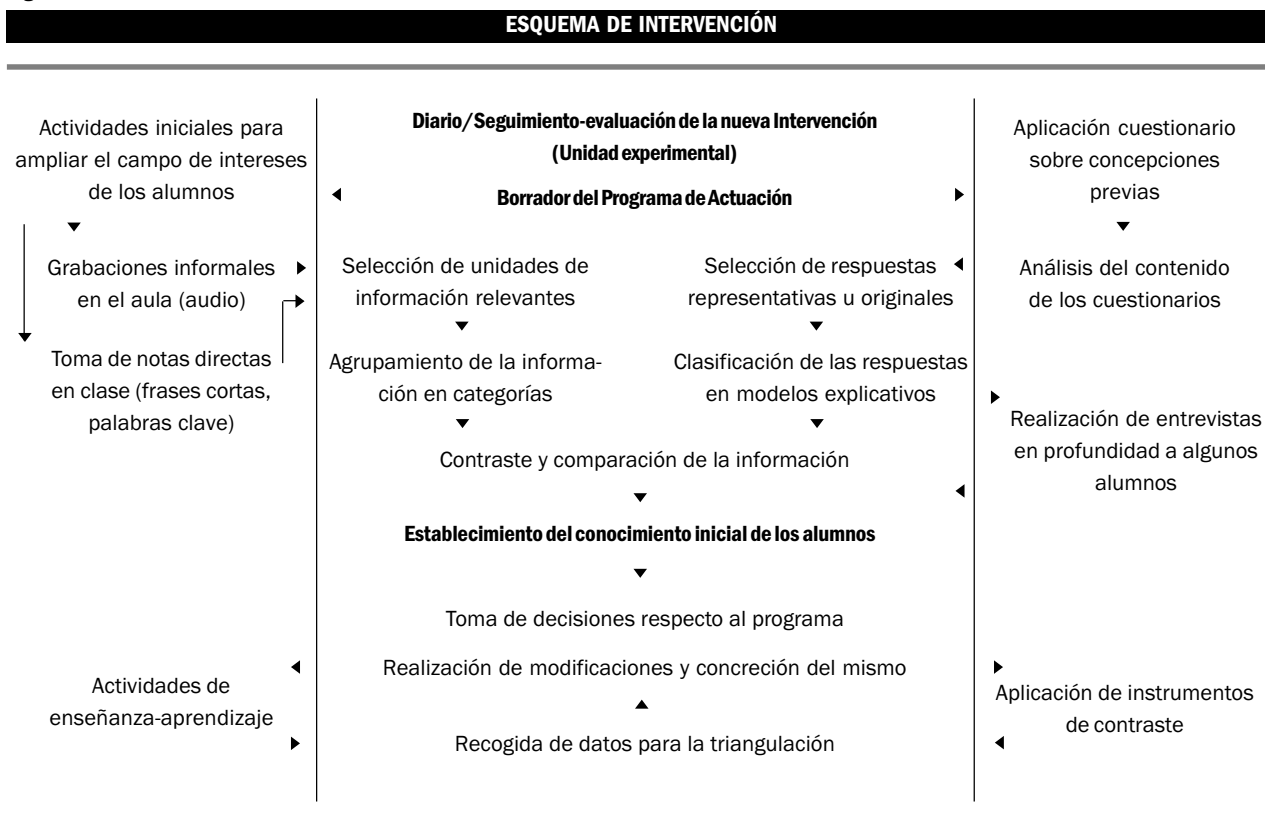 ESQUEMA DE INTERVENCIÓN
Actividades iniciales para
ampliar el campo de intereses
de los alumnos
Grabaciones informales
en el aula (audio)
Toma de notas directas
en clase (frases cortas,
palabras clave)
Actividades de
enseñanza-aprendizaje
Diario/Seguimiento-evaluación de la nueva Intervención
(Unidad experimental)
Borrador del Programa de Actuación
Selección de unidades de
información relevantes
Agrupamiento de la informa-
ción en categorías
Selección de respuestas
representativas u originales
Clasificación de las respuestas
en modelos explicativos
Contraste y comparación de la información
Establecimiento del conocimiento inicial de los alumnos
Toma de decisiones respecto al programa
Realización de modificaciones y concreción del mismo
Recogida de datos para la triangulación
Aplicación cuestionario
sobre concepciones
previas
Análisis del contenido
de los cuestionarios
Realización de entrevistas
en profundidad a algunos
alumnos
Aplicación de instrumentos
de contraste